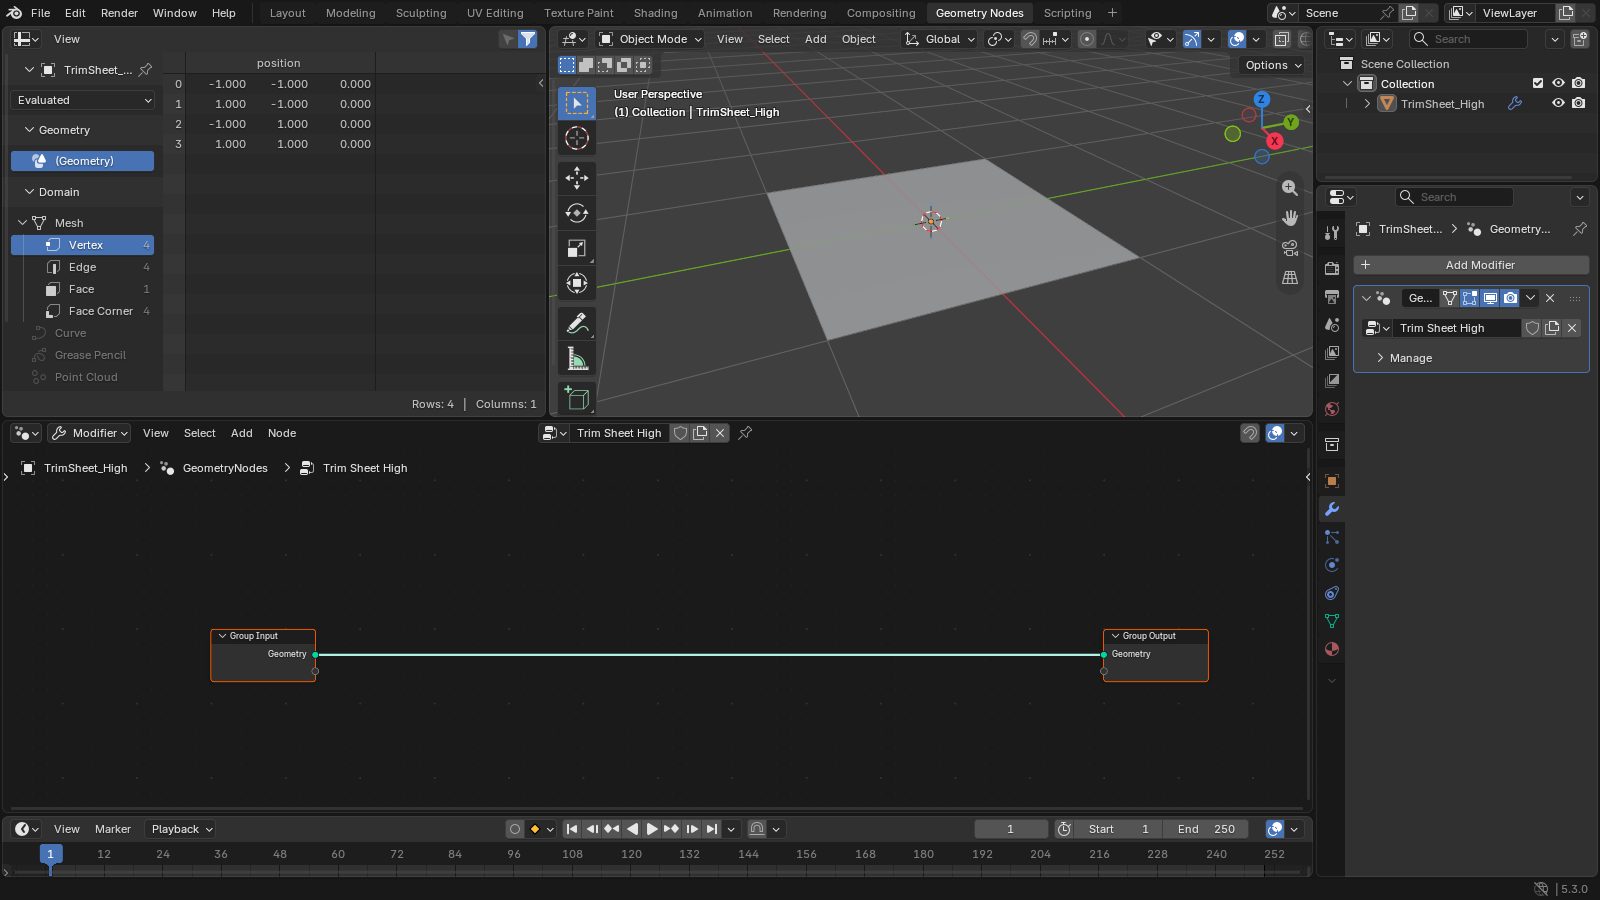 File Edit Render Window Help Layout Modeling Sculpting UV Editing Texture Paint Shading Animation Rendering Compositing Geometry Nodes Scripting + Scene ViewLayer
View
TrimSheet_...
Evaluated
Geometry
(Geometry)
Domain
Mesh
Vertex 4
Edge 4
Face 1
Face Corner 4
Curve
Grease Pencil
Point Cloud
position
0 -1.000 -1.000 0.000
1 1.000 -1.000 0.000
2 -1.000 1.000 0.000
3 1.000 1.000 0.000
Rows: 4 | Columns: 1
Object Mode View Select Add Object Global
Options
User Perspective
(1) Collection | TrimSheet_High
Z
Y
X
Search
Scene Collection
Collection
TrimSheet_High
Search
TrimSheet... Geometry...
+ Add Modifier
Ge...
Trim Sheet High
Manage
Modifier View Select Add Node Trim Sheet High
TrimSheet_High GeometryNodes Trim Sheet High
Group Input
Geometry
Group Output
Geometry
View Marker Playback 1 Start 1 End 250
1 12 24 36 48 60 72 84 96 108 120 132 144 156 168 180 192 204 216 228 240 252
5.3.0